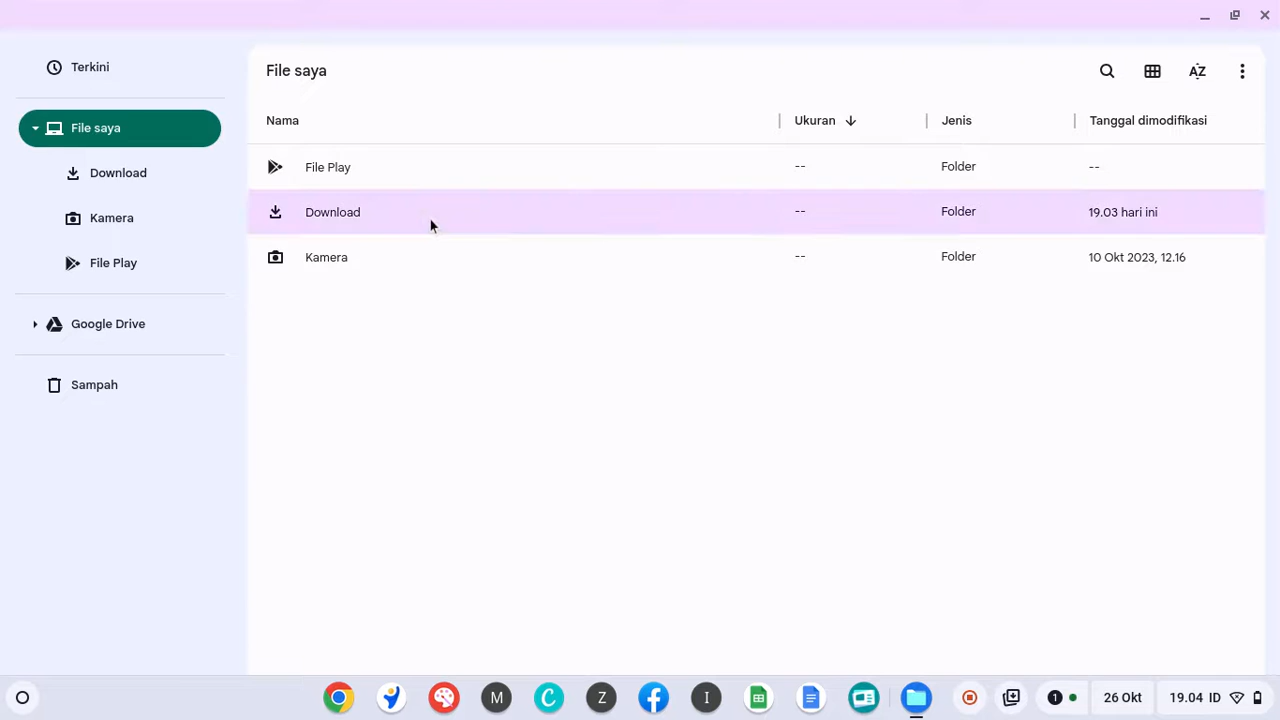 Terkini
File saya
Download
Kamera
File Play
Google Drive
Sampah
File saya
AZ
Nama Ukuran Jenis Tanggal dimodifikasi
File Play -- Folder --
Download -- Folder 19.03 hari ini
Kamera -- Folder 10 Okt 2023, 12.16
M C Z I 1 26 Okt 19.04 ID